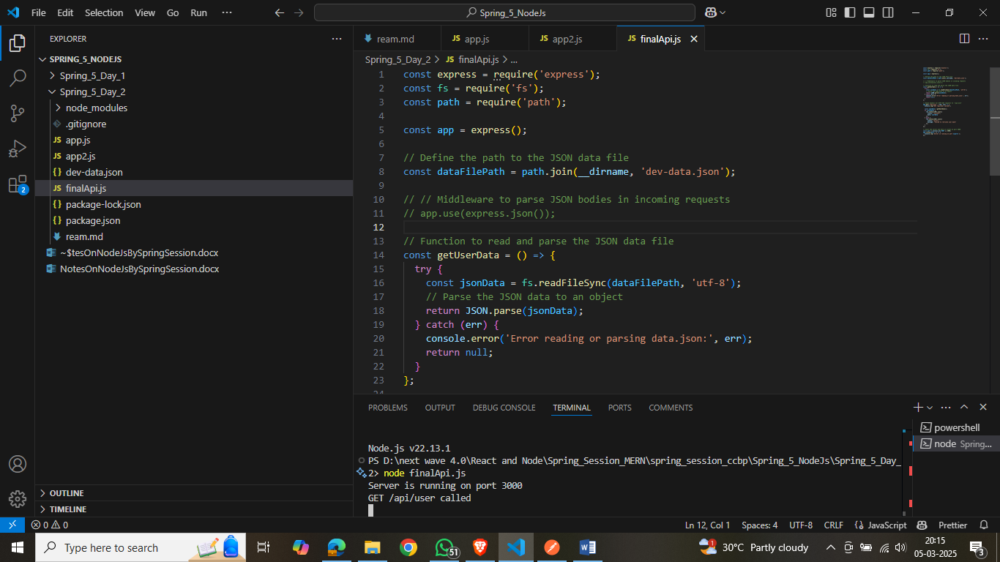 File Edit Selection View Go Run ···
Spring_5_NodeJs
EXPLORER
SPRING_5_NODEJS
Spring_5_Day_1
Spring_5_Day_2
node_modules
.gitignore
JS app.js
JS app2.js
{} dev-data.json
JS finalApi.js
{} package-lock.json
{} package.json
ream.md
~$tesOnNodeJsBySpringSession.docx
NotesOnNodeJsBySpringSession.docx
OUTLINE
TIMELINE
2
ream.md JS app.js JS app2.js JS finalApi.js
Spring_5_Day_2 > JS finalApi.js > ...
1 const express = require('express');
2 const fs = require('fs');
3 const path = require('path');
4
5 const app = express();
6
7 // Define the path to the JSON data file
8 const dataFilePath = path.join(__dirname, 'dev-data.json');
9
10 // // Middleware to parse JSON bodies in incoming requests
11 // app.use(express.json());
12
13 // Function to read and parse the JSON data file
14 const getUserData = () => {
15 try {
16 const jsonData = fs.readFileSync(dataFilePath, 'utf-8');
17 // Parse the JSON data to an object
18 return JSON.parse(jsonData);
19 } catch (err) {
20 console.error('Error reading or parsing data.json:', err);
21 return null;
22 }
23 };
24
PROBLEMS OUTPUT DEBUG CONSOLE TERMINAL PORTS COMMENTS
Node.js v22.13.1
PS D:\next wave 4.0\React and Node\Spring_Session_MERN\spring_session_ccbp\Spring_5_NodeJs\Spring_5_Day_
2> node finalApi.js
Server is running on port 3000
GET /api/user called
powershell
node Spring...
0 0
Ln 12, Col 1 Spaces: 4 UTF-8 CRLF {} JavaScript Prettier
Type here to search
51
1
30°C Partly cloudy
20:15
05-03-2025
3